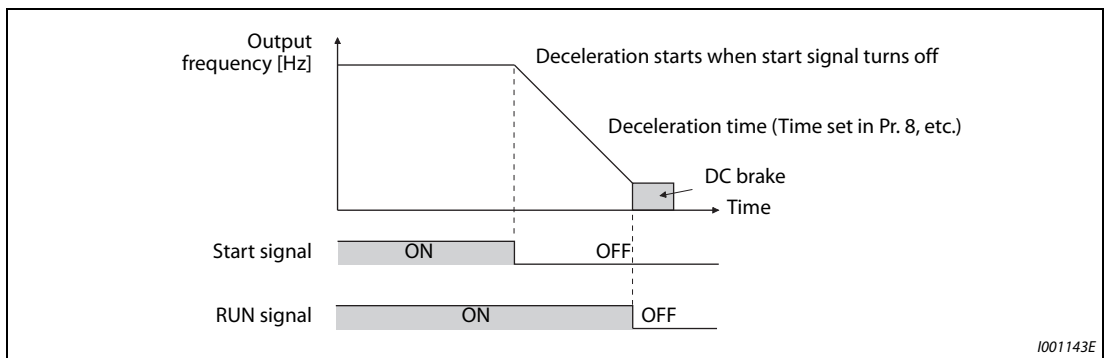 Output
frequency [Hz]
Deceleration starts when start signal turns off
Deceleration time (Time set in Pr. 8, etc.)
DC brake
Time
Start signal
ON
OFF
RUN signal
ON
OFF
I001143E